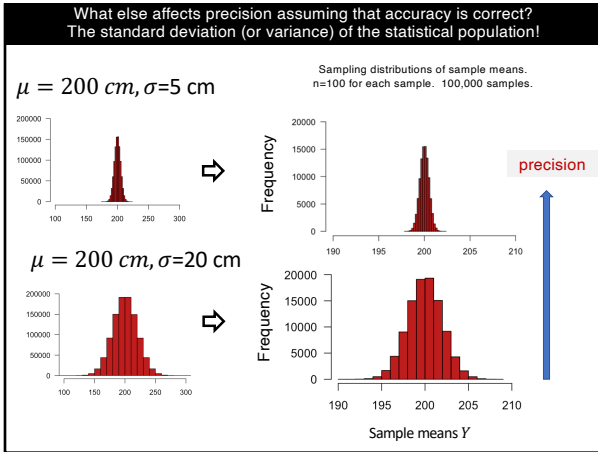 What else affects precision assuming that accuracy is correct?
The standard deviation (or variance) of the statistical population!
μ = 200 cm, σ=5 cm
Sampling distributions of sample means.
n=100 for each sample. 100,000 samples.
200000
150000
100000
50000
0
100 150 200 250 300
Frequency
20000
15000
10000
5000
0
190 195 200 205 210
precision
μ = 200 cm, σ=20 cm
200000
150000
100000
50000
0
100 150 200 250 300
Frequency
20000
15000
10000
5000
0
190 195 200 205 210
Sample means Y